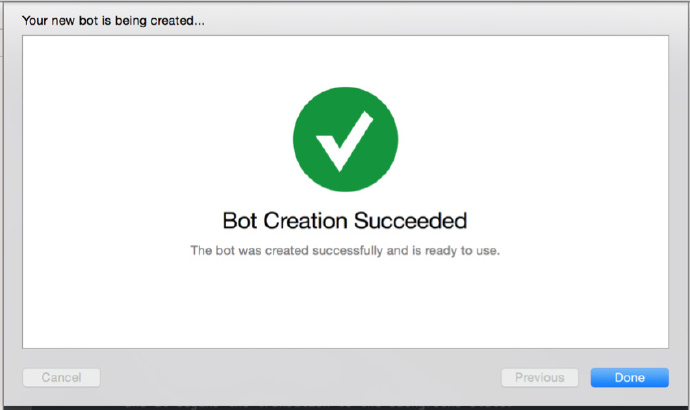 Your new bot is being created...
Bot Creation Succeeded
The bot was created successfully and is ready to use.
Cancel
Previous
Done